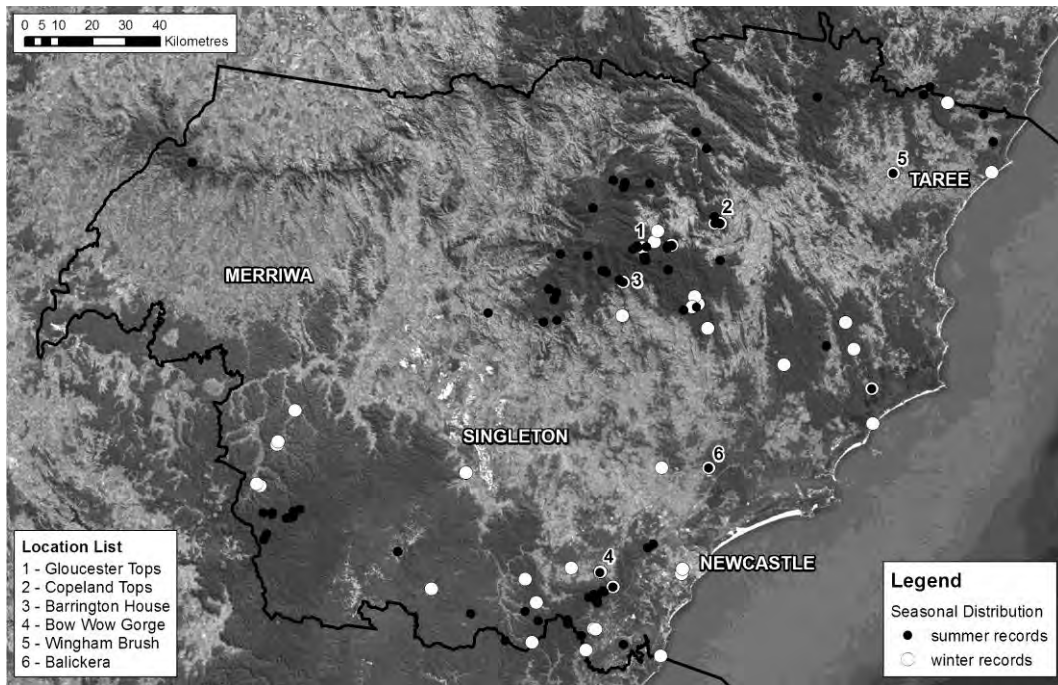 0 5 10 20 30 40
Kilometres
5
TAREE
2
1
MERRIWA
3
SINGLETON
6
4
NEWCASTLE
Location List
1 - Gloucester Tops
2 - Copeland Tops
3 - Barrington House
4 - Bow Wow Gorge
5 - Wingham Brush
6 - Balickera
Legend
Seasonal Distribution
summer records
winter records